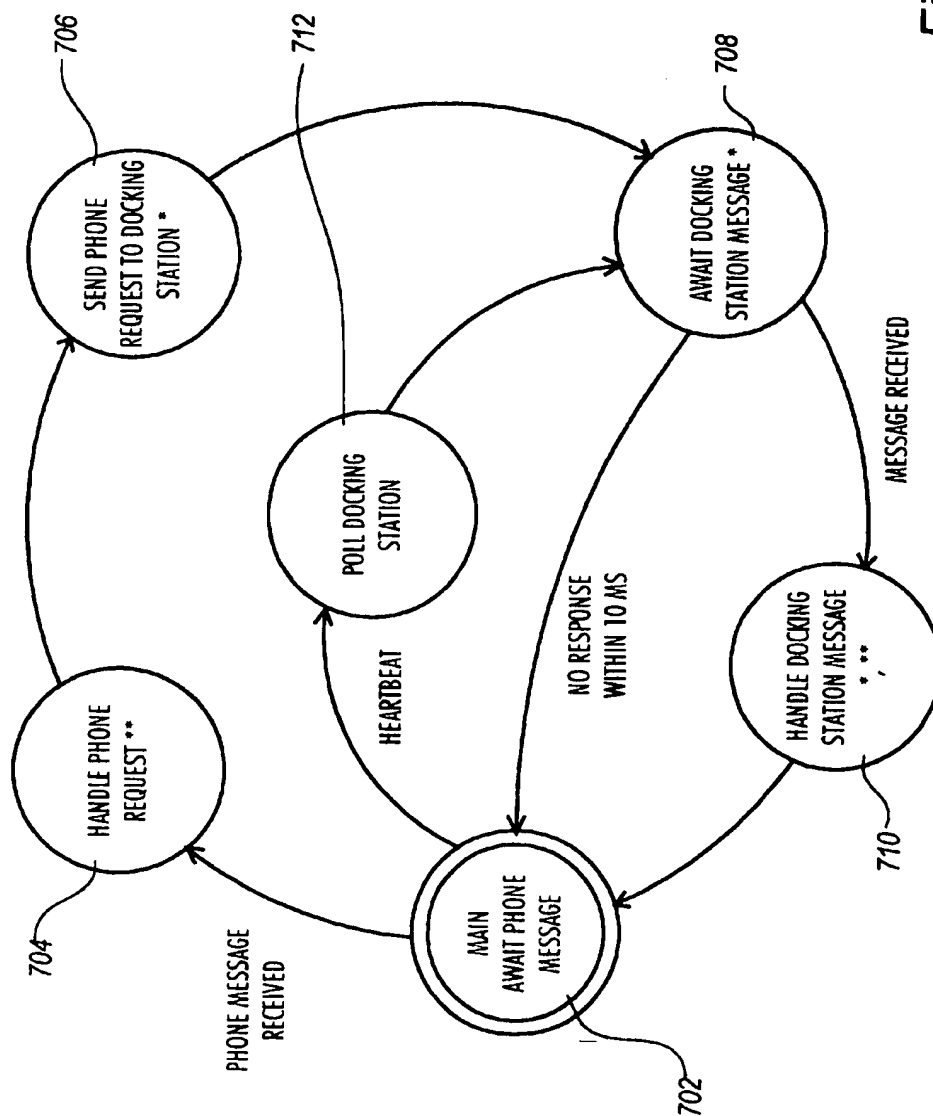 706
SEND PHONE
REQUEST TO DOCKING
STATION *
712
708
AWAIT DOCKING
STATION MESSAGE *
POLL DOCKING
STATION
MESSAGE RECEIVED
HEARTBEAT
NO RESPONSE
WITHIN 10 MS
HANDLE PHONE
REQUEST **
704
HANDLE DOCKING
STATION MESSAGE
*, **
710
PHONE MESSAGE
RECEIVED
MAIN
AWAIT PHONE
MESSAGE
702